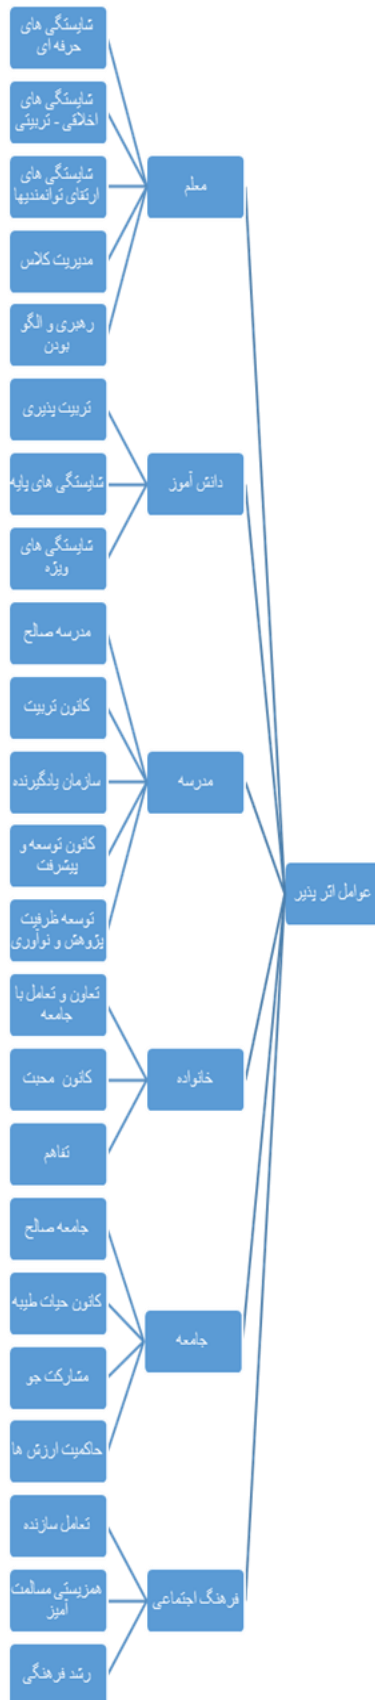 عوامل اثر پذیر
معلم
شایستگی های
حرفه ای
شایستگی های
اخلاقی - تربیتی
شایستگی های
ارتقای توانمندیها
مدیریت کلاس
رهبری و الگو
بودن
دانش آموز
تربیت پذیری
شایستگی های پایه
شایستگی های
ویژه
مدرسه
مدرسه صالح
کانون تربیت
سازمان یادگیرنده
کانون توسعه و
پیشرفت
توسعه ظرفیت
پژوهش و نوآوری
خانواده
تعاون و تعامل با
جامعه
کانون محبت
تفاهم
جامعه
جامعه صالح
کانون حیات طیبه
مشارکت جو
حاکمیت ارزش ها
فرهنگ اجتماعی
تعامل سازنده
همزیستی مسالمت
آمیز
رشد فرهنگی